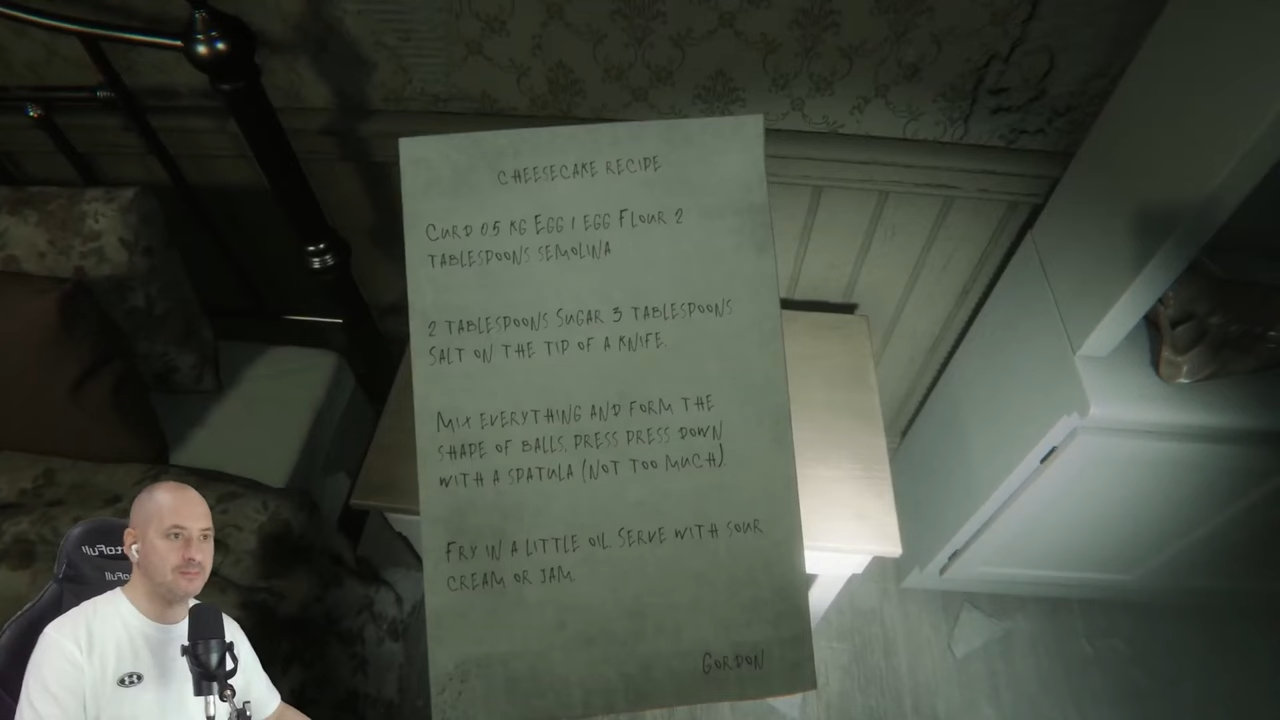 CHEESECAKE RECIPE
CURD 0.5 KG EGG 1 EGG FLOUR 2
TABLESPOONS SEMOLINA
2 TABLESPOONS SUGAR 3 TABLESPOONS
SALT ON THE TIP OF A KNIFE.
MIX EVERYTHING AND FORM THE
SHAPE OF BALLS, PRESS PRESS DOWN
WITH A SPATULA (NOT TOO MUCH).
FRY IN A LITTLE OIL. SERVE WITH SOUR
CREAM OR JAM.
GORDON
AutoFull
AutoFull